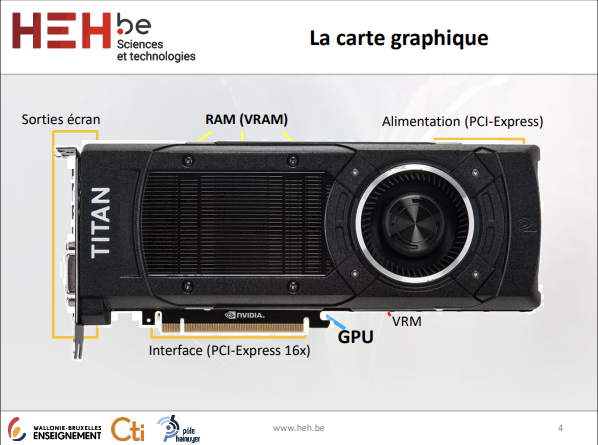 HEH.be
Sciences
et technologies
La carte graphique
Sorties écran
RAM (VRAM)
Alimentation (PCI-Express)
TITAN
NVIDIA.
VRM
GPU
Interface (PCI-Express 16x)
WALLONIE-BRUXELLES
ENSEIGNEMENT
Cti
pôle
hainuyer
www.heh.be
4